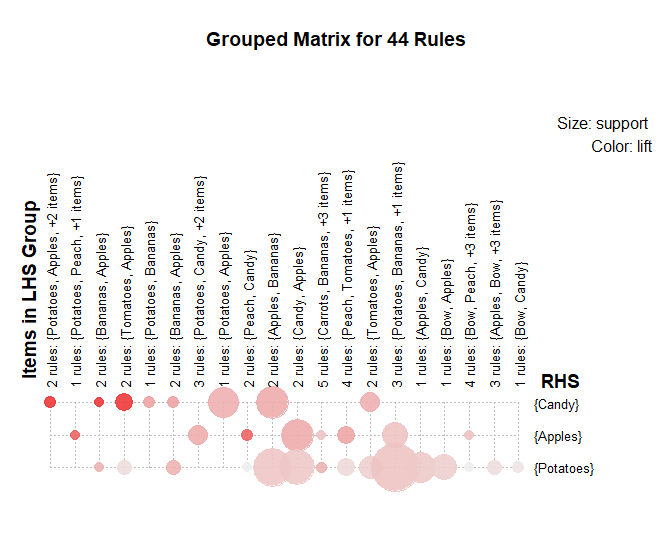 Grouped Matrix for 44 Rules
Size: support
Color: lift
Items in LHS Group
2 rules: {Potatoes, Apples, +2 items}
1 rules: {Potatoes, Peach, +1 items}
2 rules: {Bananas, Apples}
2 rules: {Tomatoes, Apples}
1 rules: {Potatoes, Bananas}
2 rules: {Bananas, Apples}
3 rules: {Potatoes, Candy, +2 items}
1 rules: {Potatoes, Apples}
2 rules: {Peach, Candy}
2 rules: {Apples, Bananas}
2 rules: {Candy, Apples}
5 rules: {Carrots, Bananas, +3 items}
4 rules: {Peach, Tomatoes, +1 items}
2 rules: {Tomatoes, Apples}
3 rules: {Potatoes, Bananas, +1 items}
1 rules: {Apples, Candy}
1 rules: {Bow, Apples}
4 rules: {Bow, Peach, +3 items}
3 rules: {Apples, Bow, +3 items}
1 rules: {Bow, Candy}
RHS
{Candy}
{Apples}
{Potatoes}